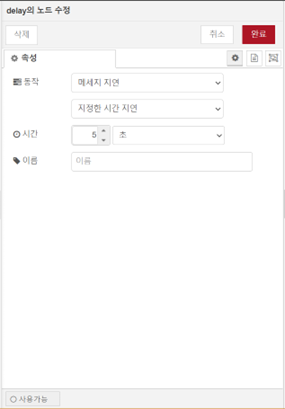 delay의 노드 수정
삭제
취소
완료
속성
동작
메세지 지연
지정한 시간 지연
시간
5
초
이름
이름
사용가능